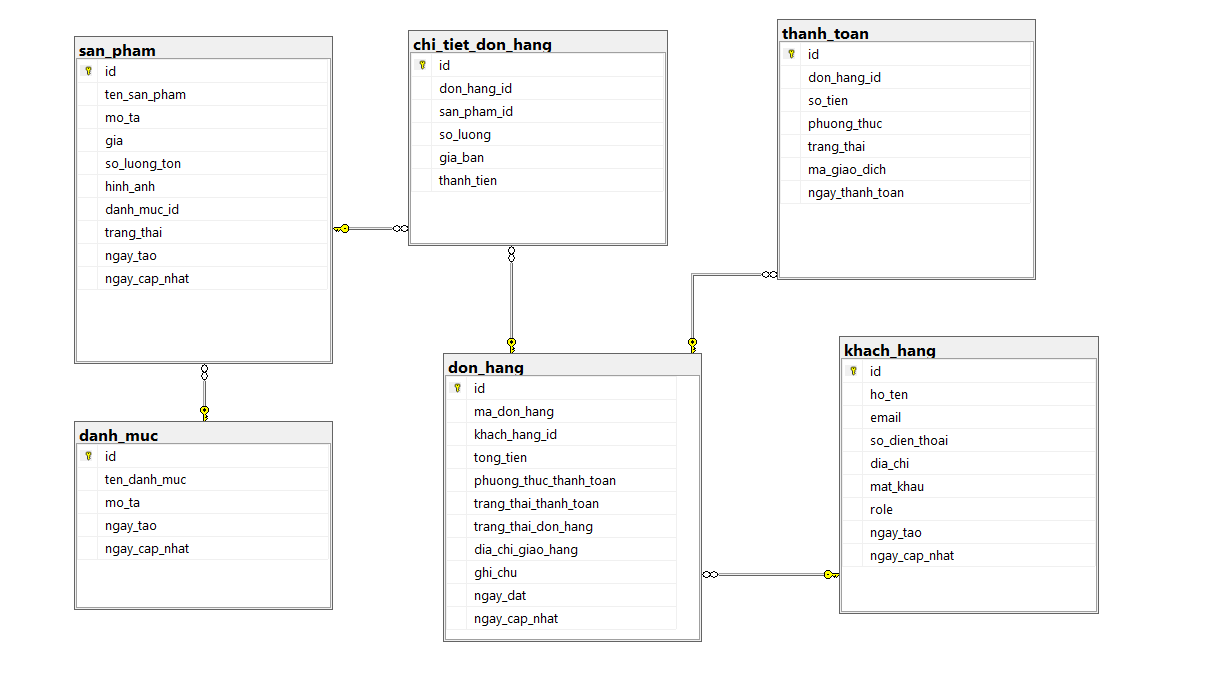 san_pham
id
ten_san_pham
mo_ta
gia
so_luong_ton
hinh_anh
danh_muc_id
trang_thai
ngay_tao
ngay_cap_nhat
chi_tiet_don_hang
id
don_hang_id
san_pham_id
so_luong
gia_ban
thanh_tien
thanh_toan
id
don_hang_id
so_tien
phuong_thuc
trang_thai
ma_giao_dich
ngay_thanh_toan
danh_muc
id
ten_danh_muc
mo_ta
ngay_tao
ngay_cap_nhat
don_hang
id
ma_don_hang
khach_hang_id
tong_tien
phuong_thuc_thanh_toan
trang_thai_thanh_toan
trang_thai_don_hang
dia_chi_giao_hang
ghi_chu
ngay_dat
ngay_cap_nhat
khach_hang
id
ho_ten
email
so_dien_thoai
dia_chi
mat_khau
role
ngay_tao
ngay_cap_nhat